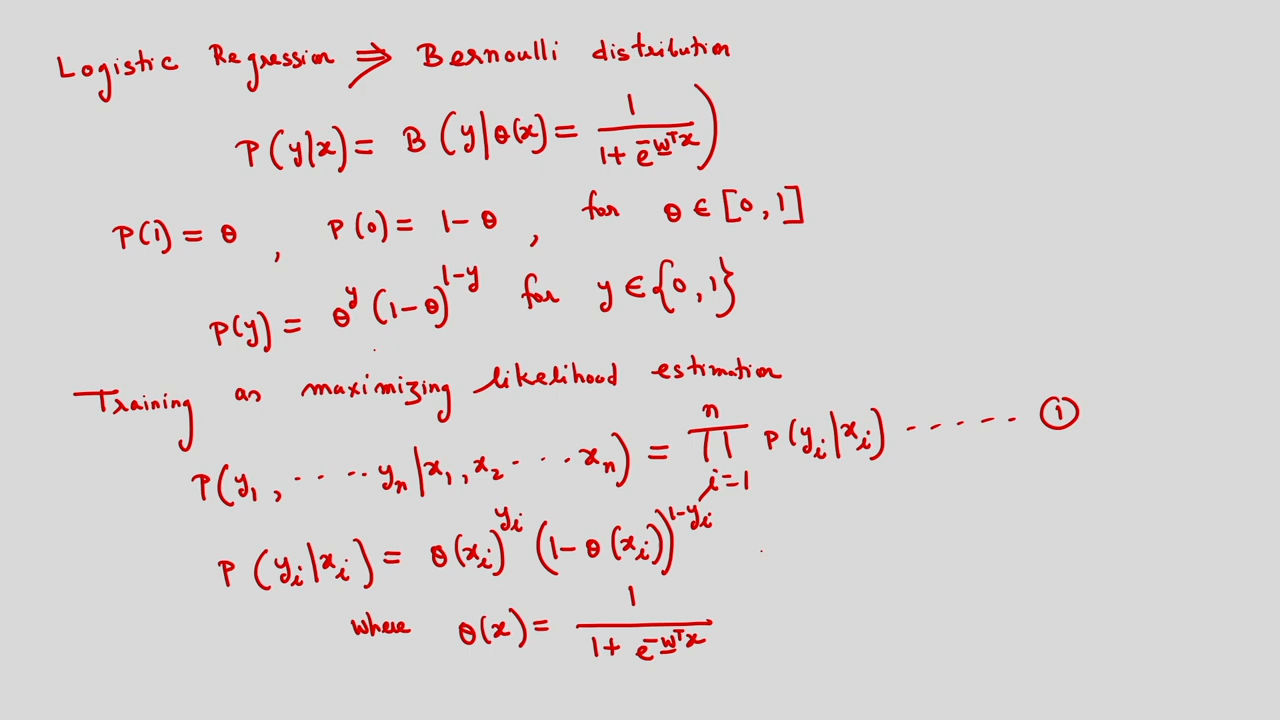 Logistic Regression ⇒ Bernoulli distribution
P(y|x) = B (y|θ(x) = 1/(1 + e^{-w̲ᵀx}))
P(1) = θ , P(0) = 1 - θ , for θ ∈ [0, 1]
P(y) = θ^y (1-θ)^{1-y} for y ∈ {0, 1}
Training as maximizing likelihood estimation
P(y₁, ..... yₙ | x₁, x₂ ... xₙ) = ∏_{i=1}^{n} P(yᵢ|xᵢ) ...... ①
P (yᵢ|xᵢ) = θ(xᵢ)^{yᵢ} (1-θ(xᵢ))^{1-yᵢ}
where θ(x) = 1/(1 + e^{-w̲ᵀx})